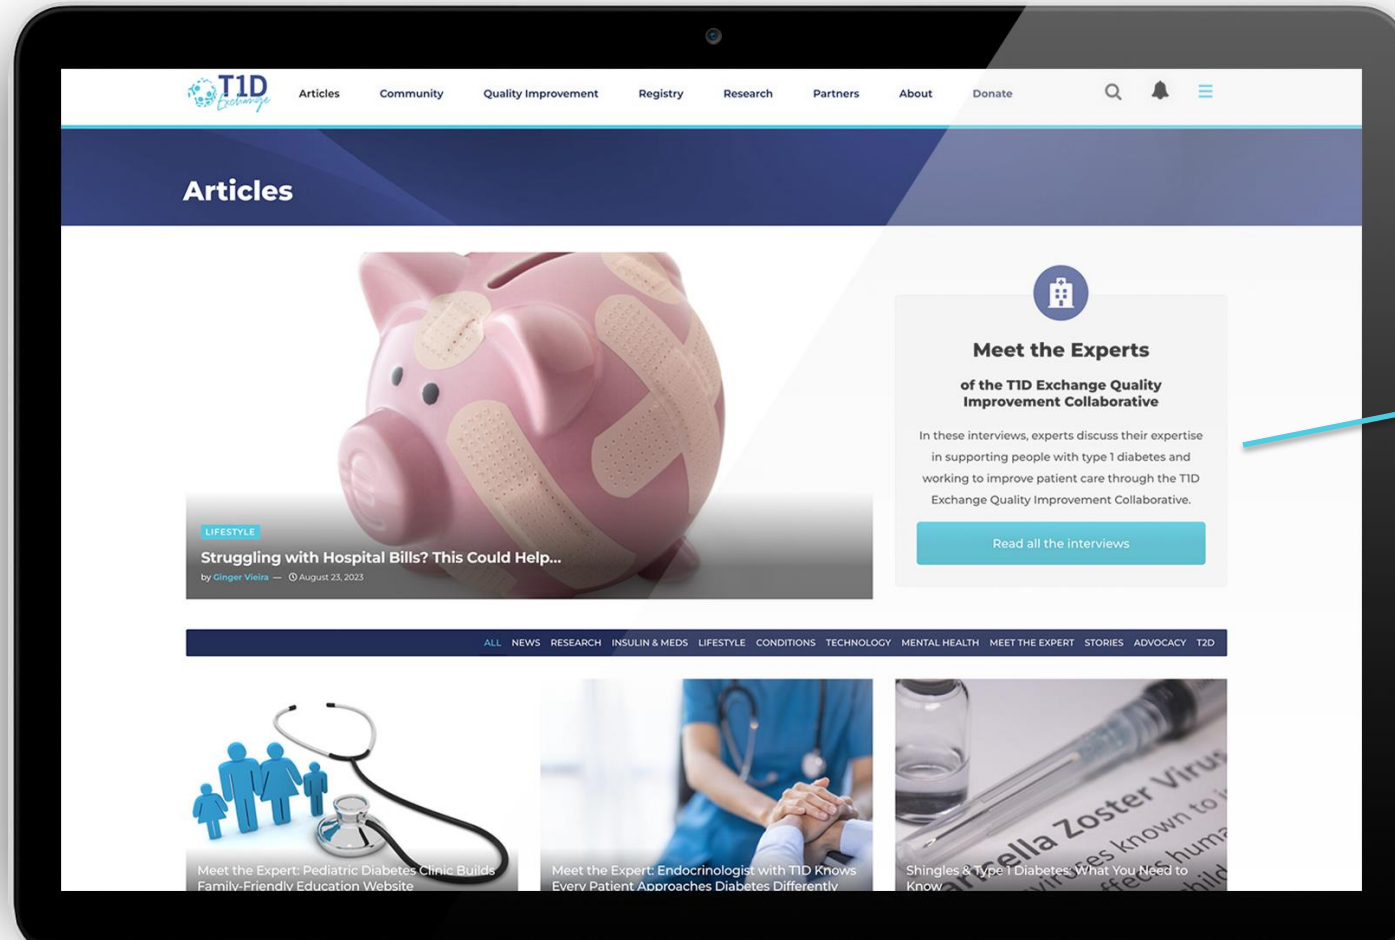 T1D
Exchange
Articles Community Quality Improvement Registry Research Partners About Donate
Articles
LIFESTYLE
Struggling with Hospital Bills? This Could Help...
by Ginger Vieira — August 23, 2023
Meet the Experts
of the T1D Exchange Quality
Improvement Collaborative
In these interviews, experts discuss their expertise
in supporting people with type 1 diabetes and
working to improve patient care through the T1D
Exchange Quality Improvement Collaborative.
Read all the interviews
ALL NEWS RESEARCH INSULIN & MEDS LIFESTYLE CONDITIONS TECHNOLOGY MENTAL HEALTH MEET THE EXPERT STORIES ADVOCACY T2D
Meet the Expert: Pediatric Diabetes Clinic Builds
Family-Friendly Education Website
Meet the Expert: Endocrinologist with T1D Knows
Every Patient Approaches Diabetes Differently
Zoster Virus
known to
Shingles & Type 1 Diabetes: What You Need to
Know